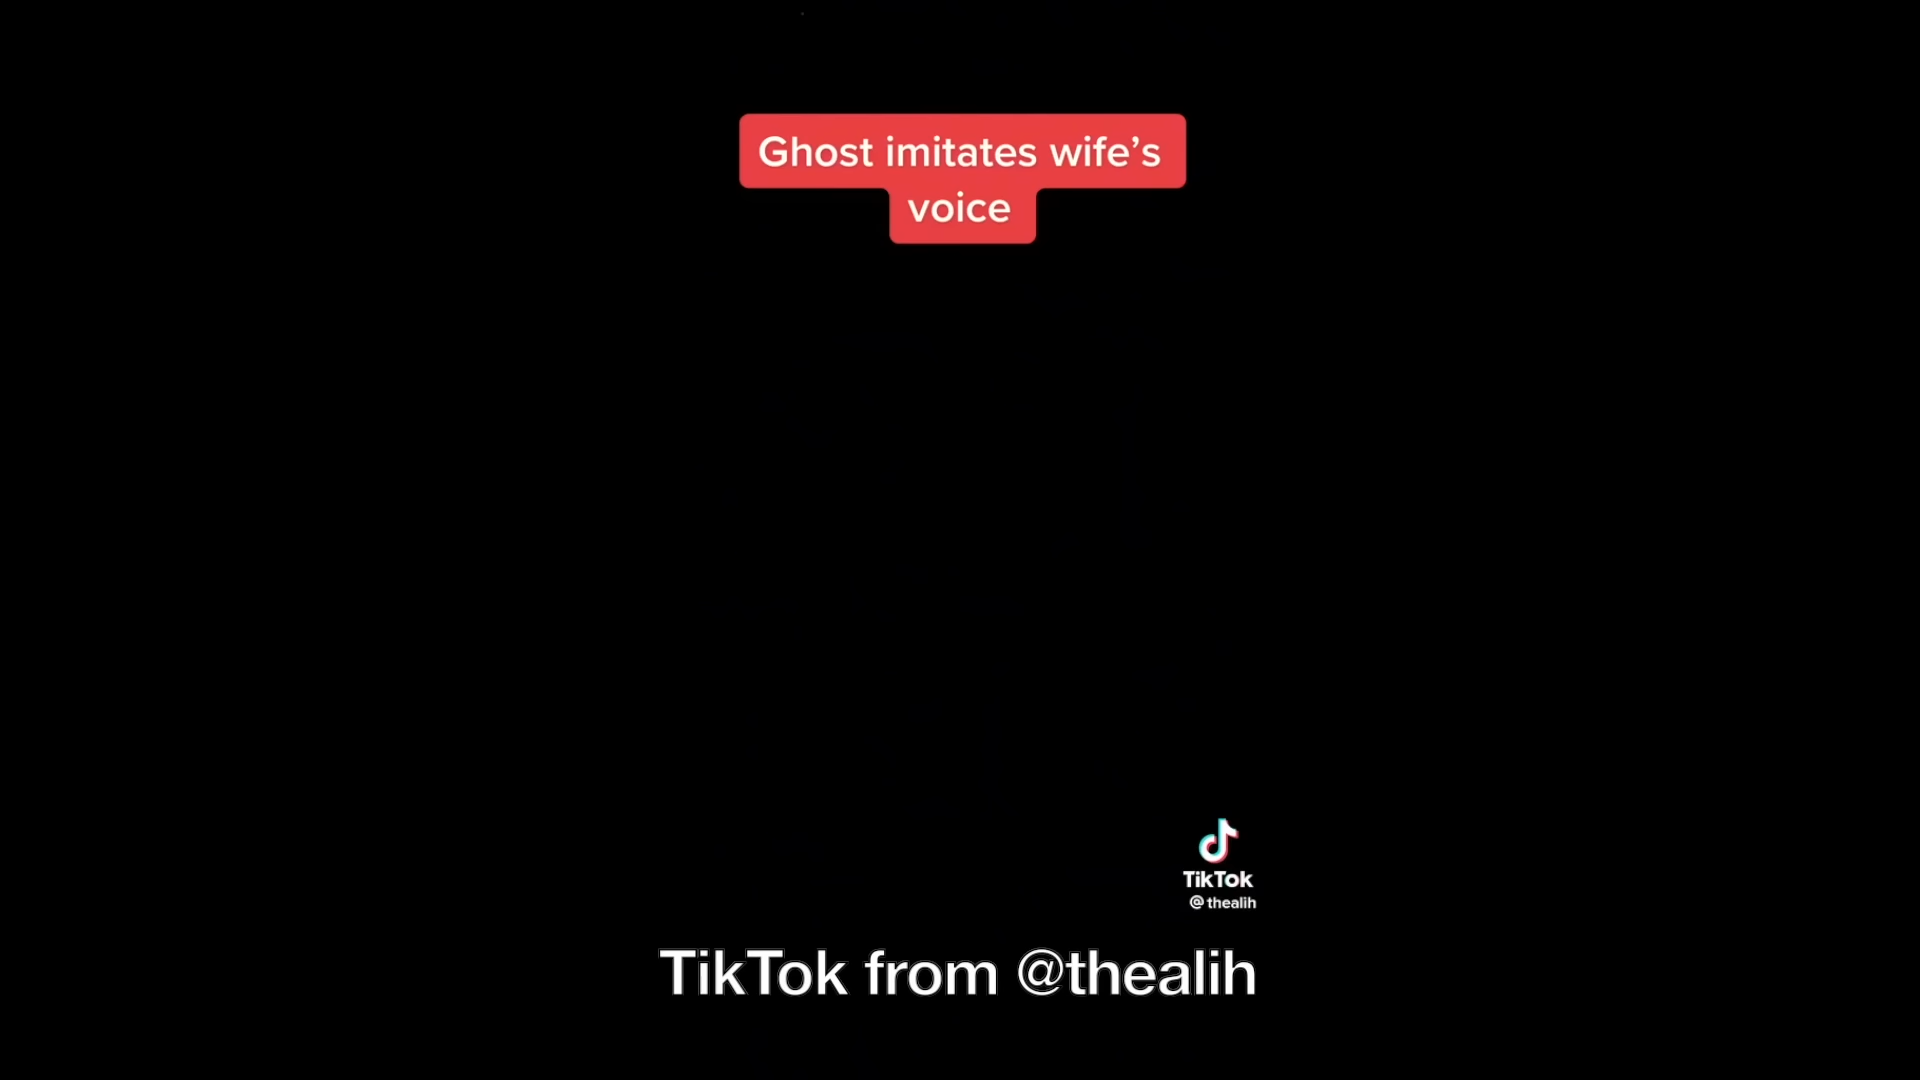 Ghost imitates wife’s
voice
TikTok
@thealih
TikTok from @thealih